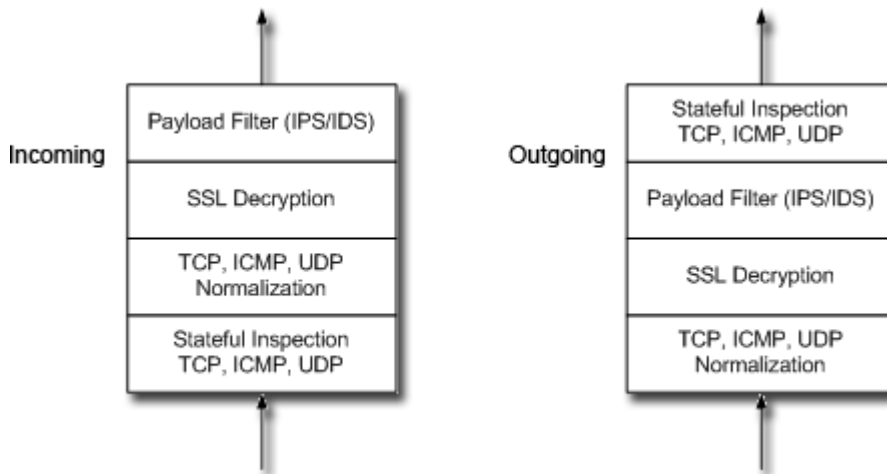 Incoming
Payload Filter (IPS/IDS)
SSL Decryption
TCP, ICMP, UDP
Normalization
Stateful Inspection
TCP, ICMP, UDP
Outgoing
Stateful Inspection
TCP, ICMP, UDP
Payload Filter (IPS/IDS)
SSL Decryption
TCP, ICMP, UDP
Normalization